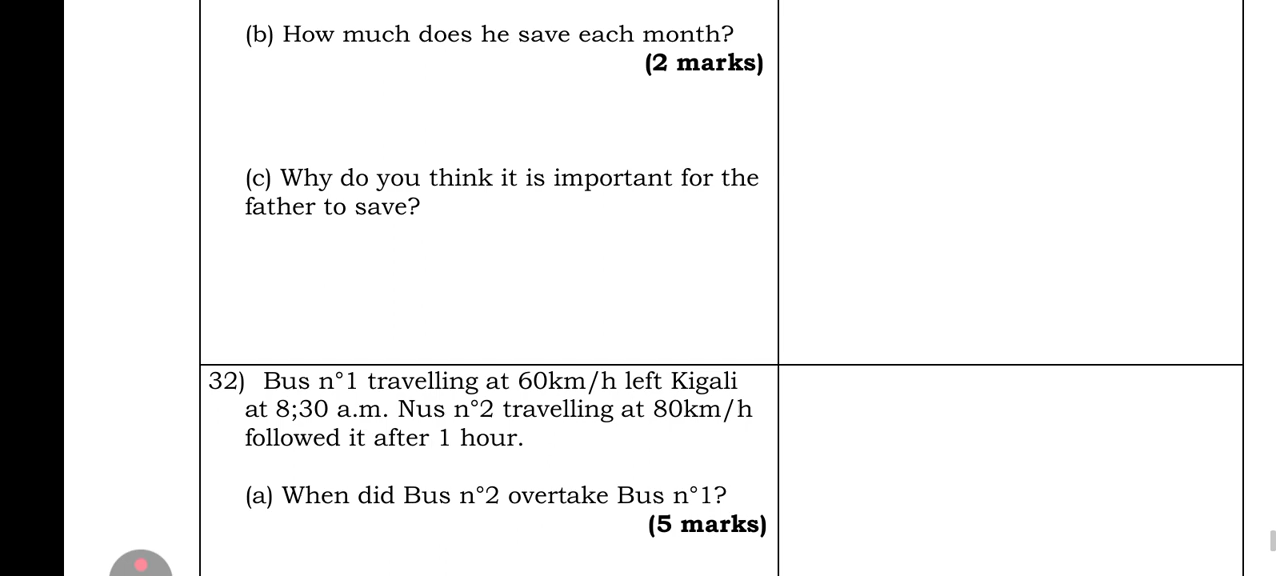 (b) How much does he save each month?
(2 marks)
(c) Why do you think it is important for the
father to save?
32) Bus n°1 travelling at 60km/h left Kigali
at 8;30 a.m. Nus n°2 travelling at 80km/h
followed it after 1 hour.
(a) When did Bus n°2 overtake Bus n°1?
(5 marks)